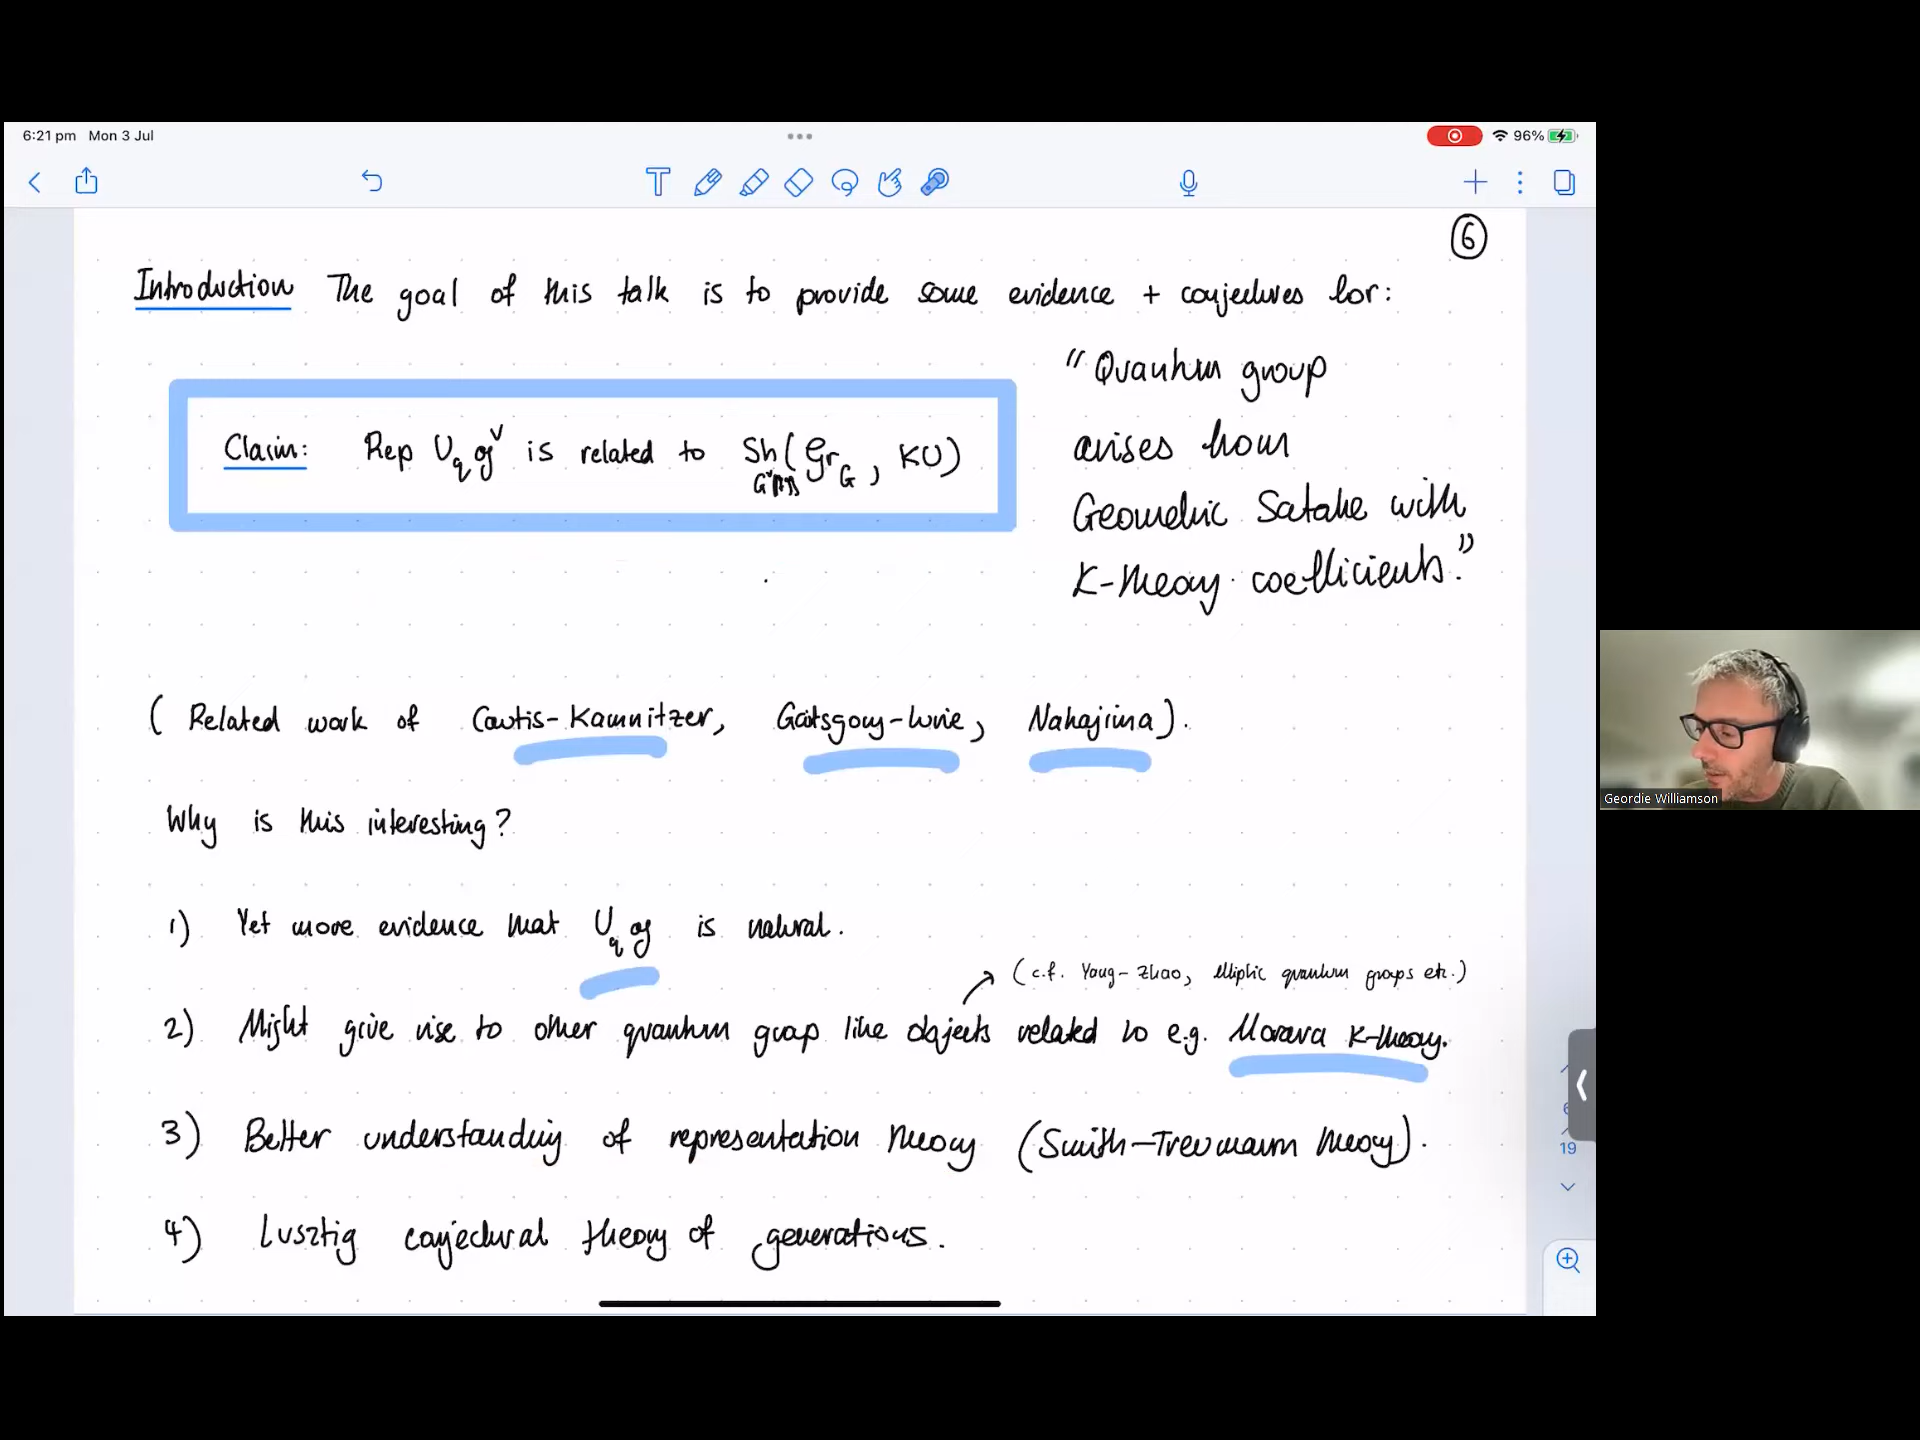 6:21 pm Mon 3 Jul
96%
6
Introduction The goal of this talk is to provide some evidence + conjectures for:
Claim: Rep U_q g^∨ is related to Sh (Gr_G, KU)
"Quantum group
arises from
Geometric Satake with
K-theory coefficients."
(Related work of Cautis-Kamnitzer, Gaitsgory-Lurie, Nakajima).
Why is this interesting?
1) Yet more evidence that U_q g is natural.
(c.f. Yang-Zhao, elliptic quantum groups etc.)
2) Might give rise to other quantum group like objects related to e.g. Morava K-theory.
3) Better understanding of representation theory (Smith-Treumann theory).
4) Lusztig conjectural theory of generations.
19
Geordie Williamson